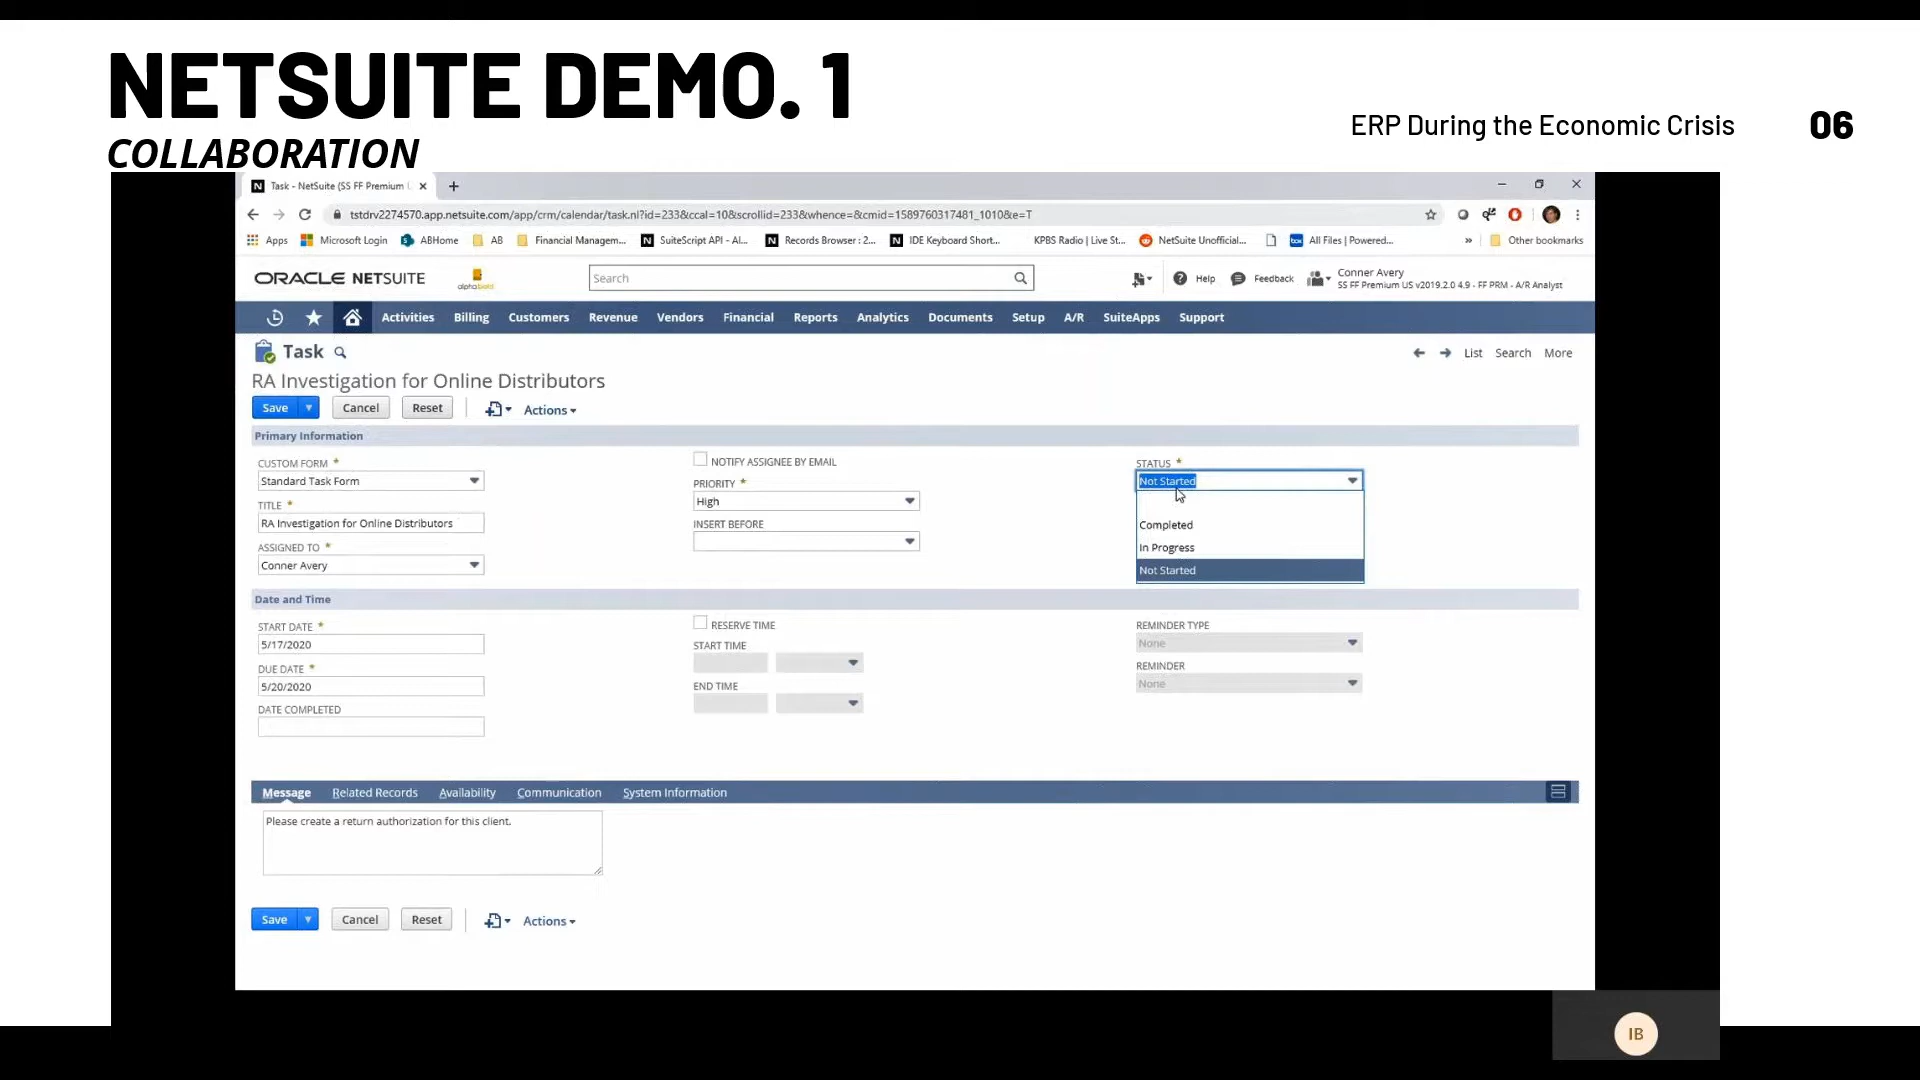 NETSUITE DEMO. 1
COLLABORATION
ERP During the Economic Crisis
06
Task - NetSuite (SS FF Premium
tstdrv2274570.app.netsuite.com/app/crm/calendar/task.nl?id=233&ccal=10&scrollid=233&whence=&cmid=1589760317481_1010&e=T
Apps Microsoft Login ABHome AB Financial Managem... SuiteScript API - Al... Records Browser : 2... IDE Keyboard Short... KPBS Radio | Live St... NetSuite Unofficial... box All Files | Powered... » Other bookmarks
ORACLE NETSUITE
alphabold
Search
Help
Feedback
Conner Avery
SS FF Premium US v2019.2.0 4.9 - FF PRM - A/R Analyst
Activities Billing Customers Revenue Vendors Financial Reports Analytics Documents Setup A/R SuiteApps Support
Task
List Search More
RA Investigation for Online Distributors
Save Cancel Reset Actions
Primary Information
CUSTOM FORM *
Standard Task Form
TITLE *
RA Investigation for Online Distributors
ASSIGNED TO *
Conner Avery
NOTIFY ASSIGNEE BY EMAIL
PRIORITY *
High
INSERT BEFORE
STATUS *
Not Started
Completed
In Progress
Not Started
Date and Time
START DATE *
5/17/2020
DUE DATE *
5/20/2020
DATE COMPLETED
RESERVE TIME
START TIME
END TIME
REMINDER TYPE
None
REMINDER
None
Message Related Records Availability Communication System Information
Please create a return authorization for this client.
Save Cancel Reset Actions
IB